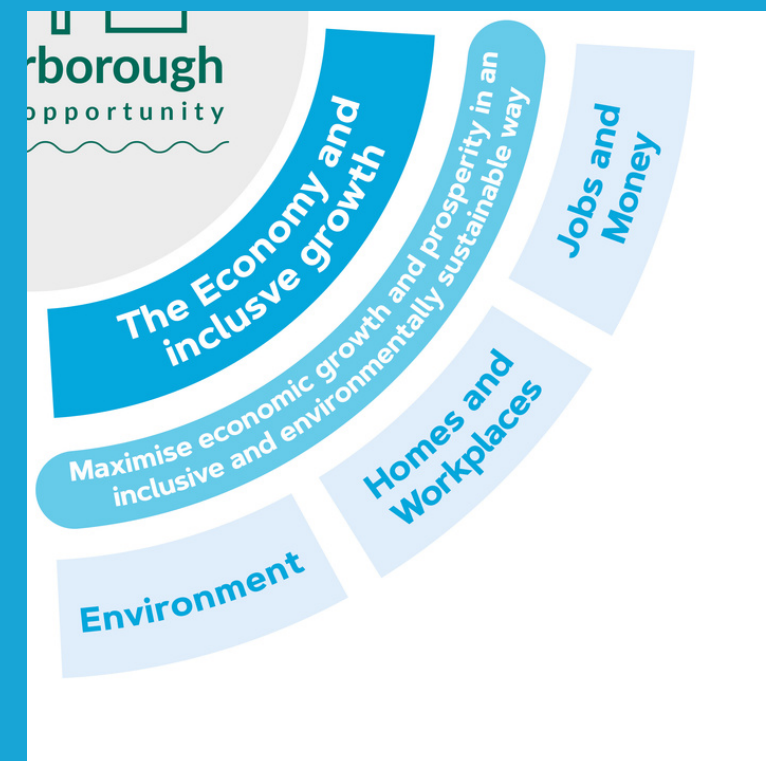 rborough
opportunity
The Economy and
inclusve growth
Maximise economic growth and prosperity in an
inclusive and environmentally sustainable way
Jobs and
Money
Homes and
Workplaces
Environment